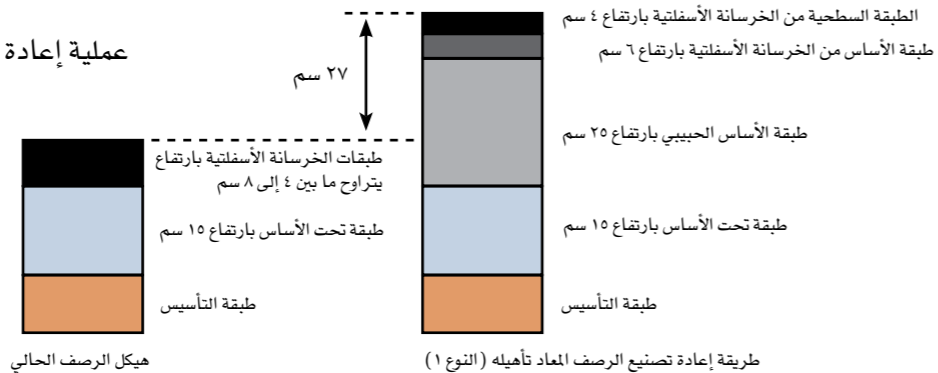 عملية إعادة
٢٧ سم
الطبقة السطحية من الخرسانة الأسفلتية بارتفاع ٤ سم
طبقة الأساس من الخرسانة الأسفلتية بارتفاع ٦ سم
طبقة الأساس الحبيبي بارتفاع ٢٥ سم
طبقة تحت الأساس بارتفاع ١٥ سم
طبقة التأسيس
طريقة إعادة تصنيع الرصف المعاد تأهيله (النوع ١)
طبقات الخرسانة الأسفلتية بارتفاع
يتراوح ما بين ٤ إلى ٨ سم
طبقة تحت الأساس بارتفاع ١٥ سم
طبقة التأسيس
هيكل الرصف الحالي